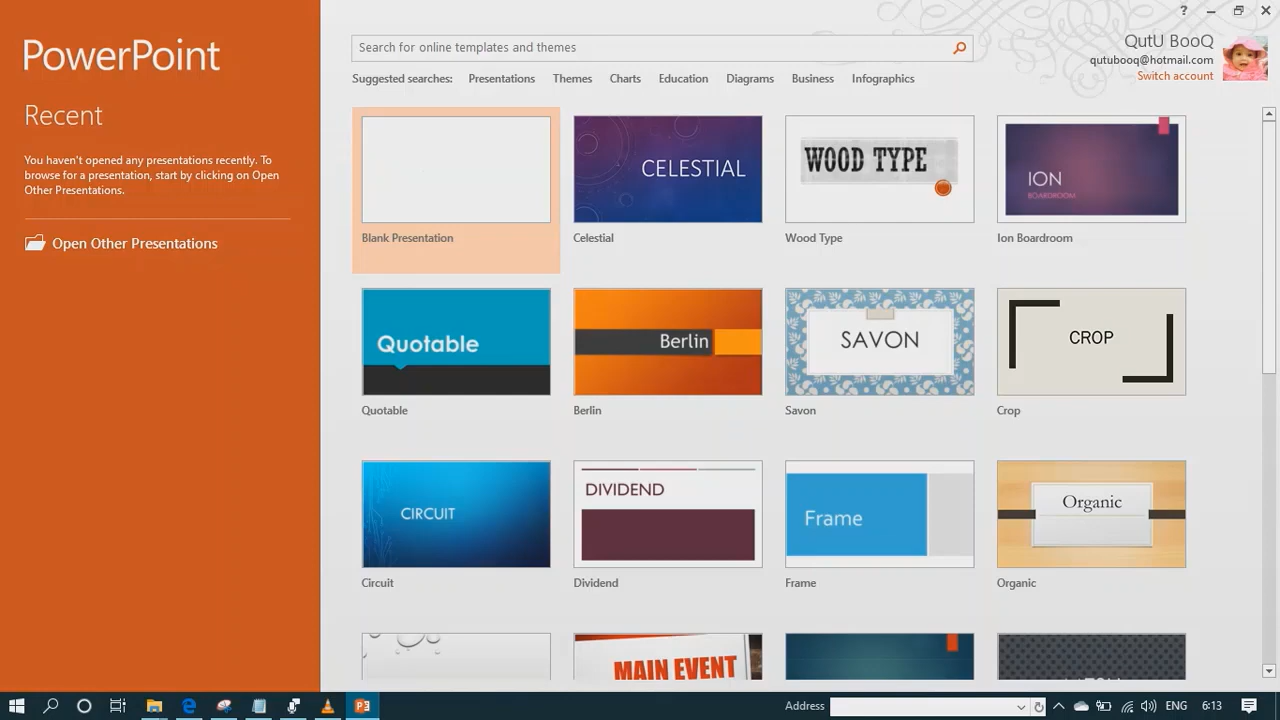 ?
PowerPoint
Recent
You haven't opened any presentations recently. To
browse for a presentation, start by clicking on Open
Other Presentations.
Open Other Presentations
Search for online templates and themes
Suggested searches: Presentations Themes Charts Education Diagrams Business Infographics
QutU BooQ
qutubooq@hotmail.com
Switch account
Blank Presentation
CELESTIAL
Celestial
WOOD TYPE
Wood Type
ION
BOARDROOM
Ion Boardroom
Quotable
Quotable
Berlin
Berlin
SAVON
Savon
CROP
Crop
CIRCUIT
Circuit
DIVIDEND
Dividend
Frame
Frame
Organic
Organic
MAIN EVENT
Address
ENG 6:13